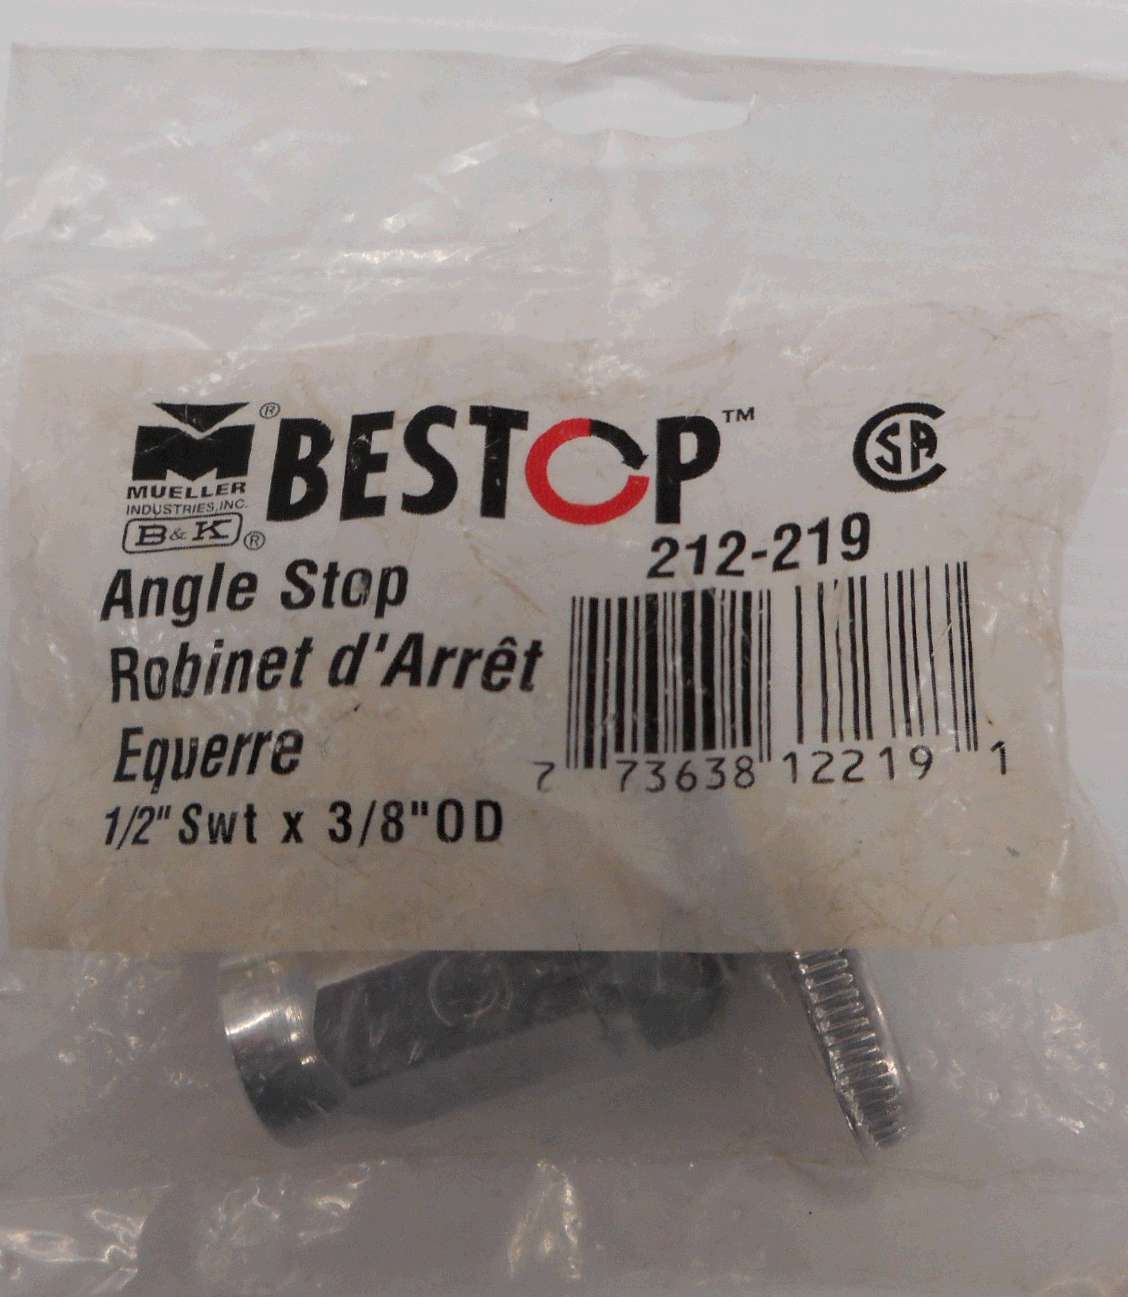 BESTOP™
MUELLER ®
INDUSTRIES, INC.
B&K ®
CSA
212-219
Angle Stop
Robinet d'Arrêt
Equerre
1/2" Swt x 3/8" OD
7 73638 12219 1